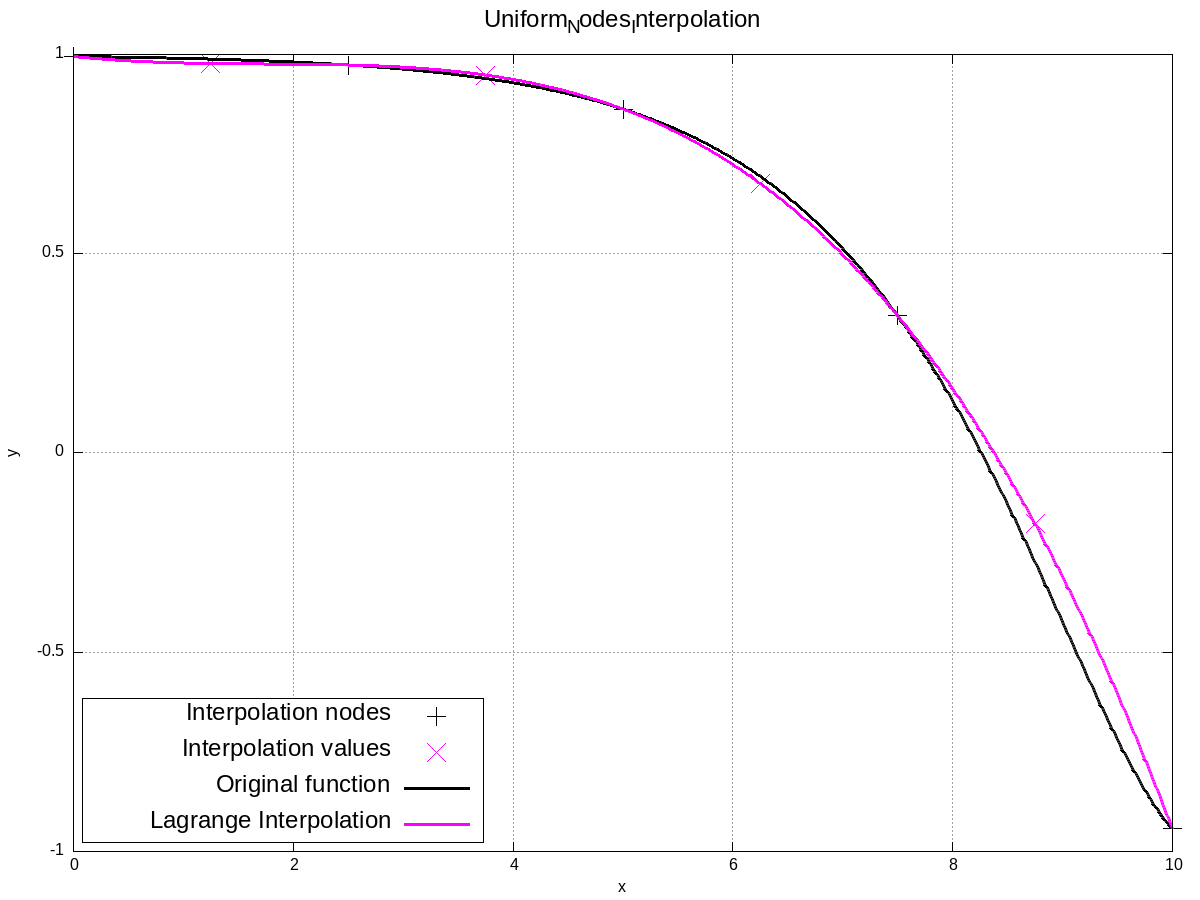 UniformNodesInterpolation
1
0.5
0
-0.5
-1
y
Interpolation nodes
Interpolation values
Original function
Lagrange Interpolation
0 2 4 6 8 10
x